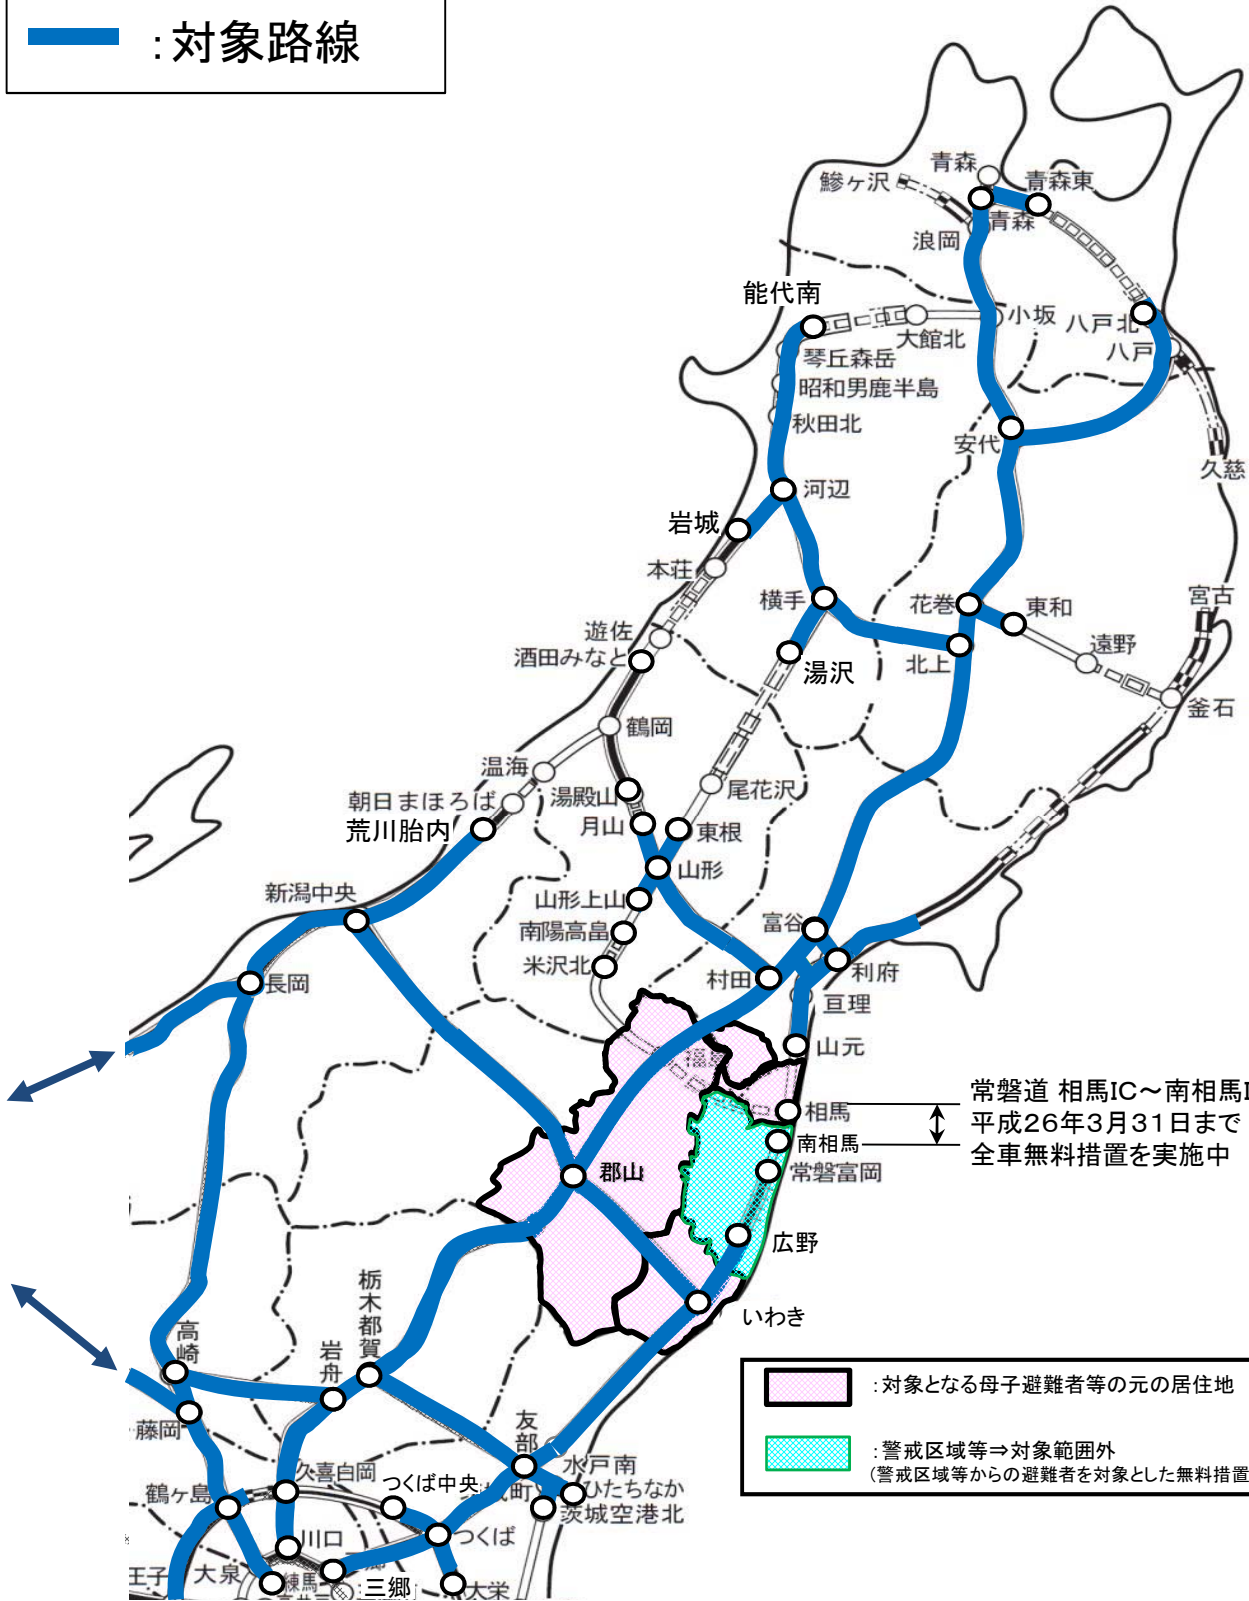 :対象路線
青森
鰺ヶ沢
青森東
青森
浪岡
能代南
小坂
八戸北
大館北
八戸
琴丘森岳
昭和男鹿半島
秋田北
安代
久慈
河辺
岩城
本荘
横手
花巻
東和
宮古
遊佐
酒田みなと
湯沢
北上
遠野
釜石
鶴岡
温海
湯殿山
尾花沢
朝日まほろば
荒川胎内
月山
東根
山形
新潟中央
山形上山
富谷
南陽高畠
米沢北
村田
利府
長岡
亘理
山元
相馬
常磐道 相馬IC～南相馬I
平成26年3月31日まで
全車無料措置を実施中
南相馬
郡山
常磐富岡
広野
いわき
栃木都賀
高崎
岩舟
:対象となる母子避難者等の元の居住地
藤岡
友部
:警戒区域等⇒対象範囲外
(警戒区域等からの避難者を対象とした無料措置
久喜白岡
つくば中央
水戸南
ひたちなか
鶴ヶ島
茨城空港北
川口
つくば
王子
大泉
練馬
三郷
大栄